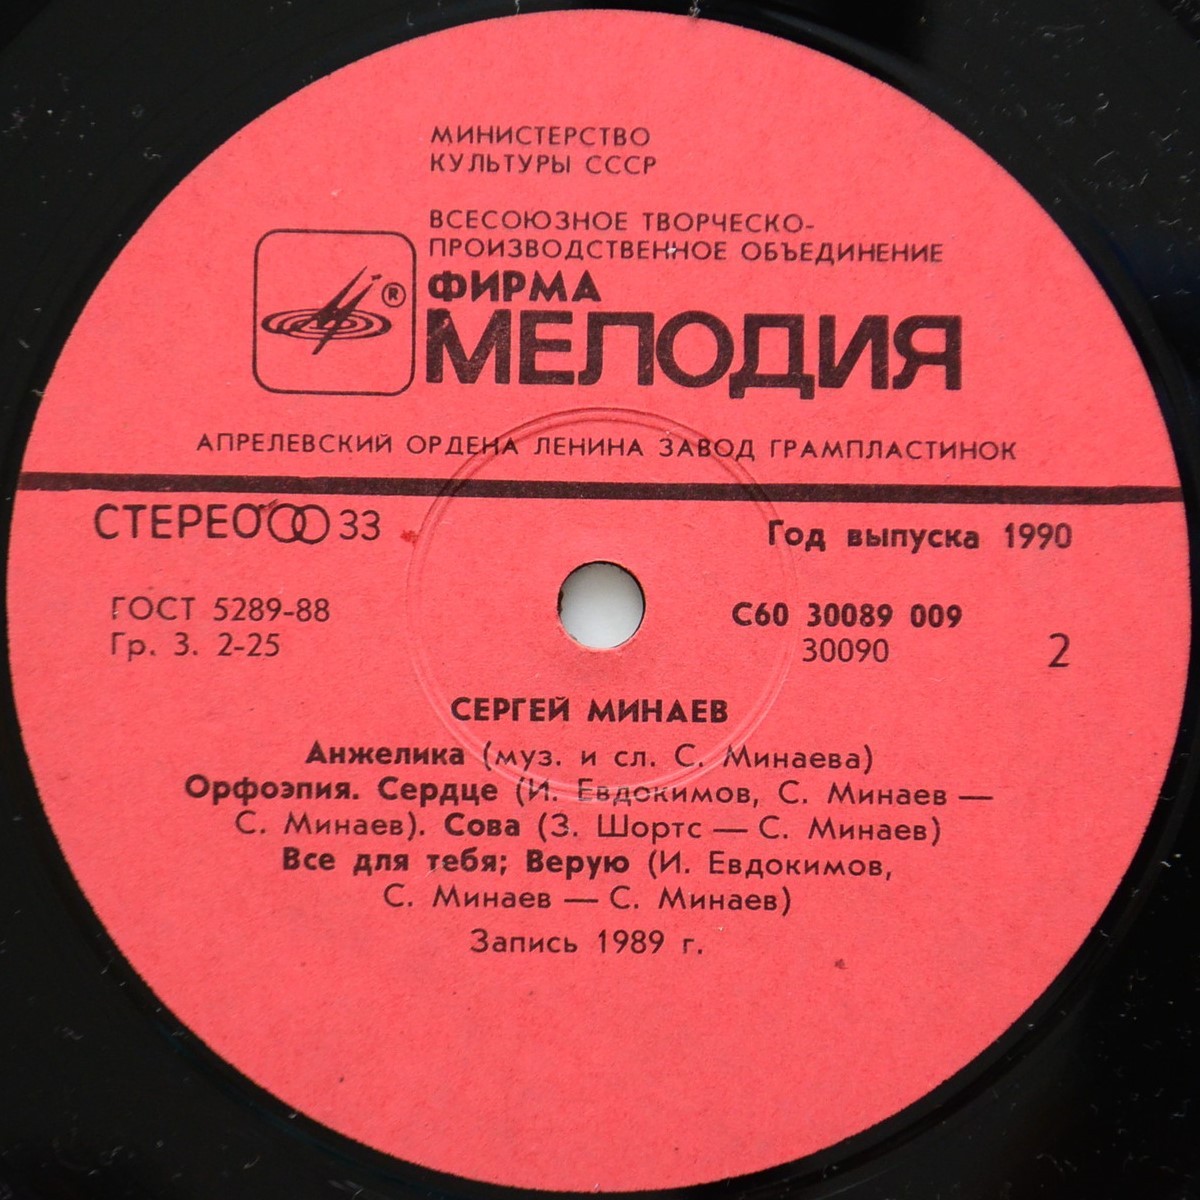 МИНИСТЕРСТВО
КУЛЬТУРЫ СССР
ВСЕСОЮЗНОЕ ТВОРЧЕСКО-
ПРОИЗВОДСТВЕННОЕ ОБЪЕДИНЕНИЕ
®
ФИРМА
МЕЛОДИЯ
АПРЕЛЕВСКИЙ ОРДЕНА ЛЕНИНА ЗАВОД ГРАМПЛАСТИНОК
СТЕРЕО 33
Год выпуска 1990
ГОСТ 5289-88
Гр. 3. 2-25
С60 30089 009
30090
2
СЕРГЕЙ МИНАЕВ
Анжелика (муз. и сл. С. Минаева)
Орфоэпия. Сердце (И. Евдокимов, С. Минаев —
С. Минаев). Сова (З. Шортс — С. Минаев)
Все для тебя; Верую (И. Евдокимов,
С. Минаев — С. Минаев)
Запись 1989 г.